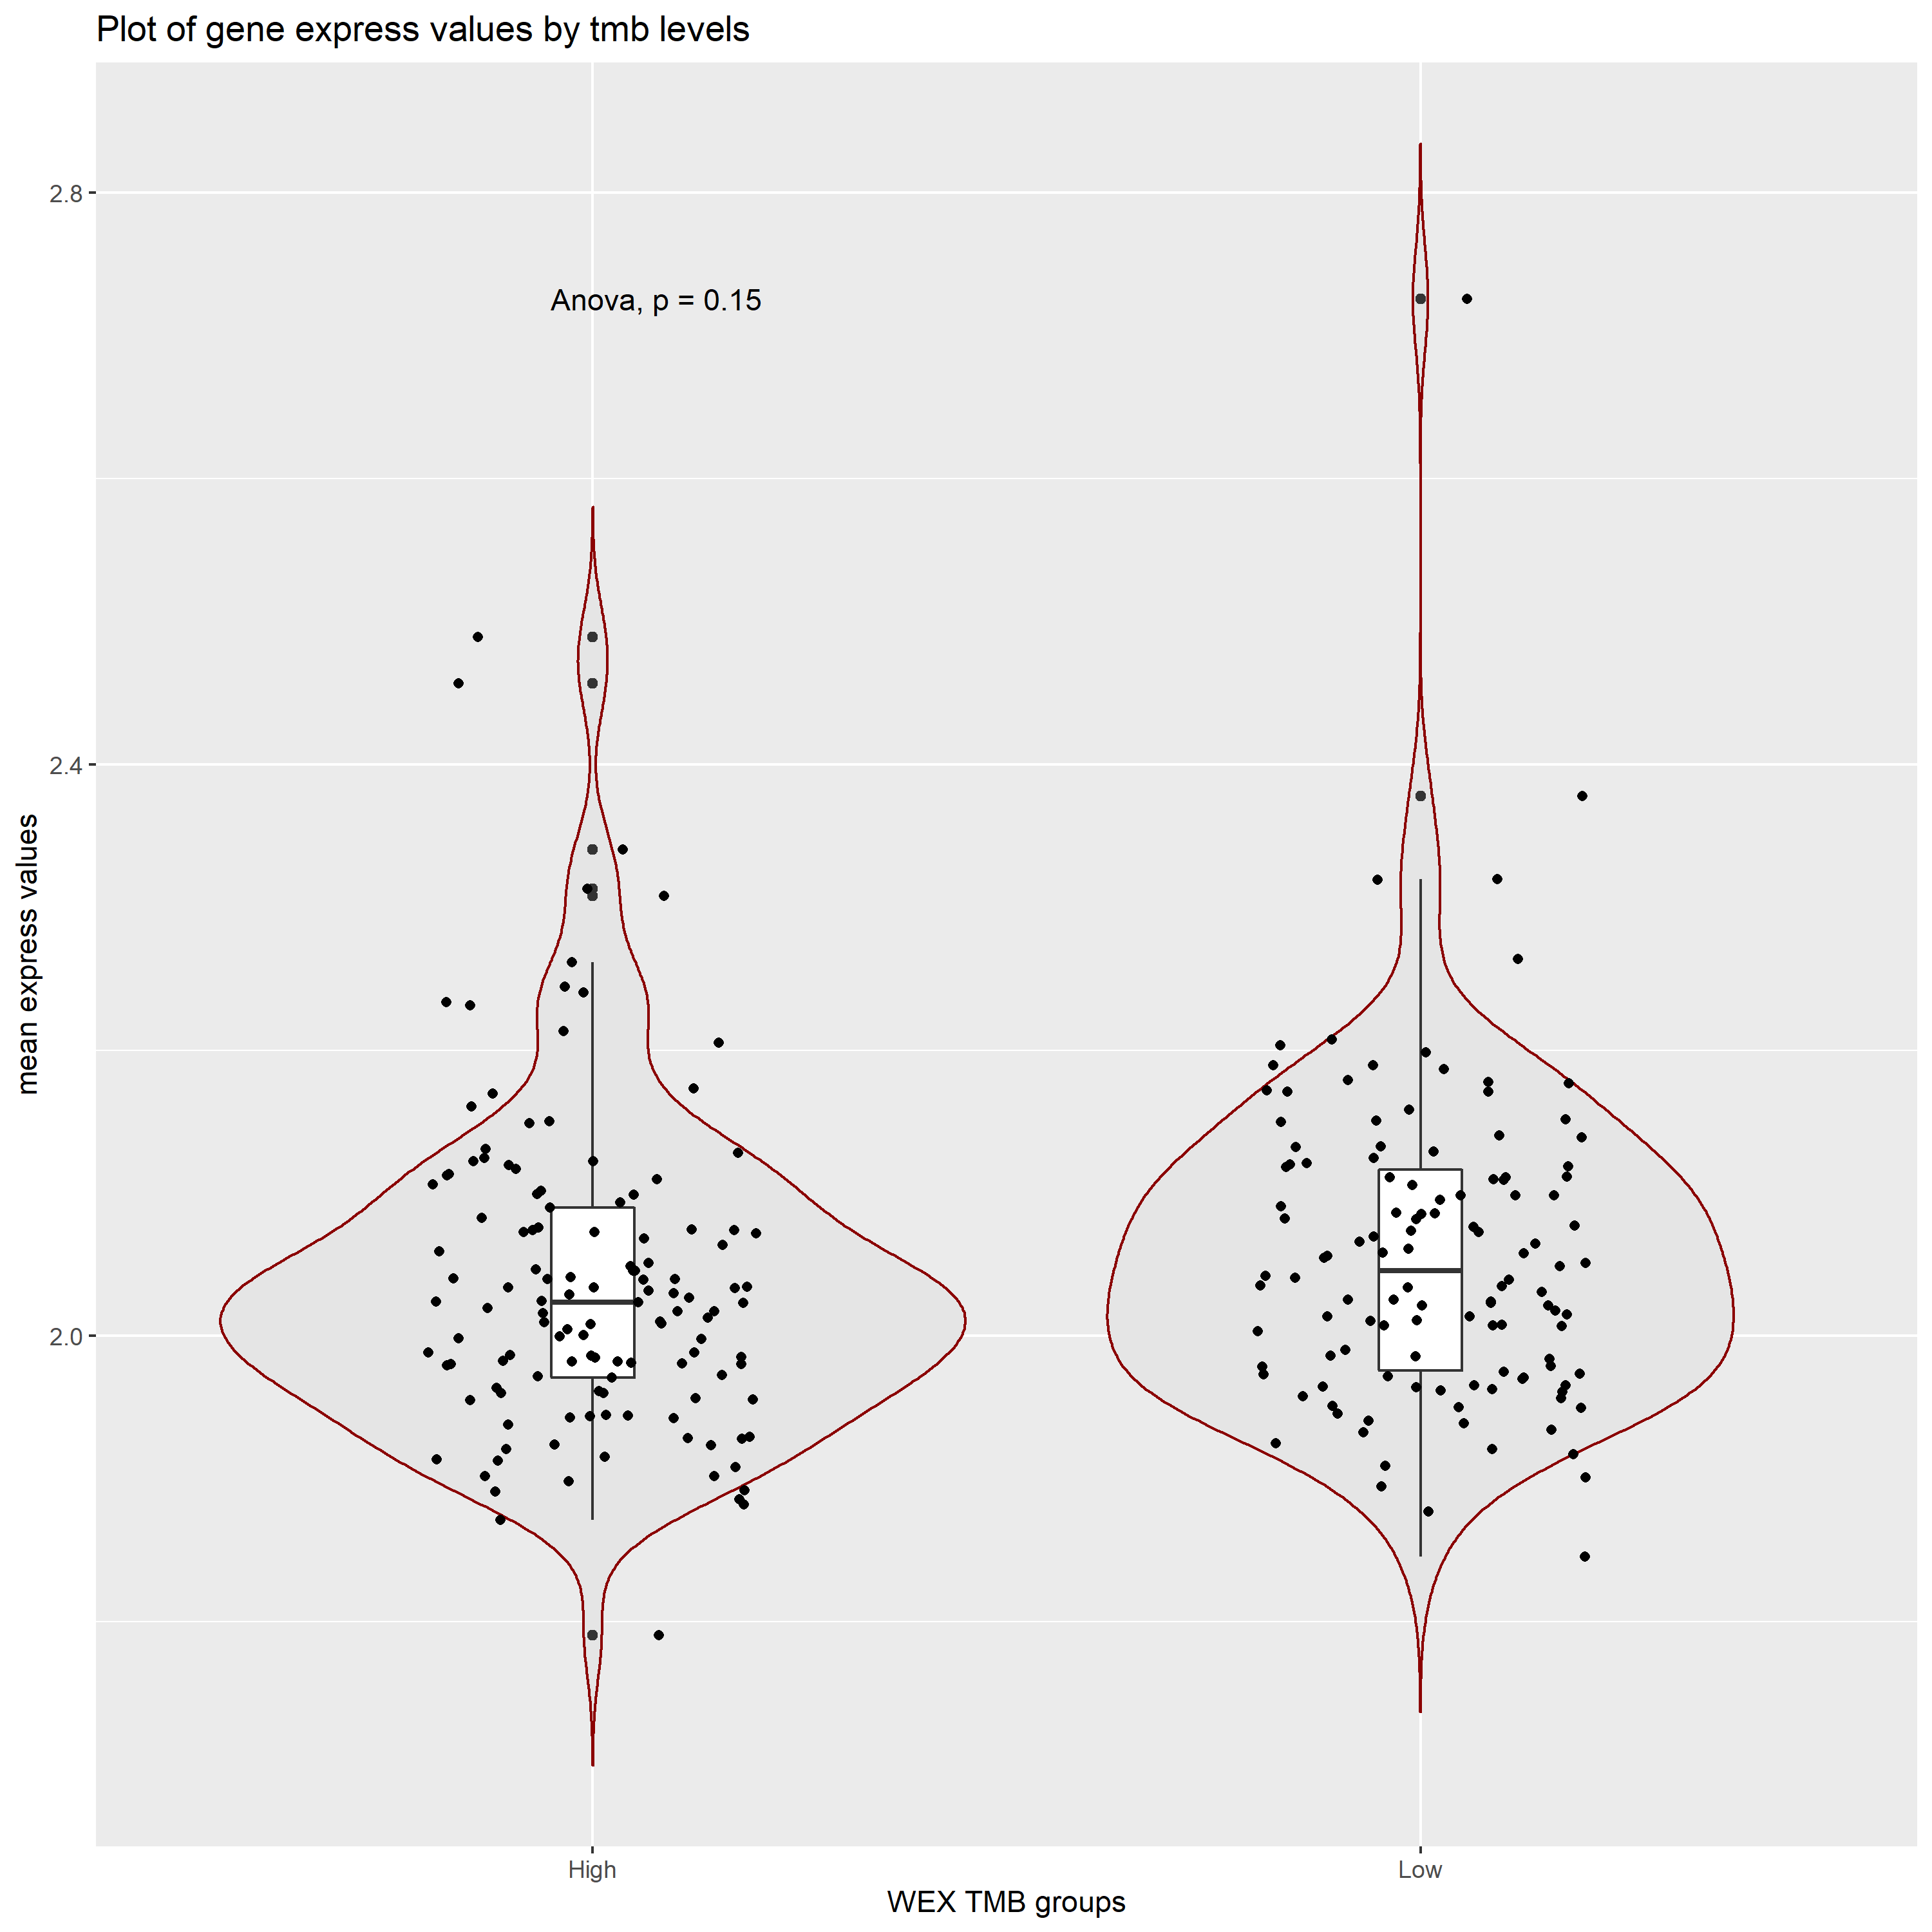 Plot of gene express values by tmb levels
2.8
Anova, p = 0.15
2.4
mean express values
2.0
High
Low
WEX TMB groups